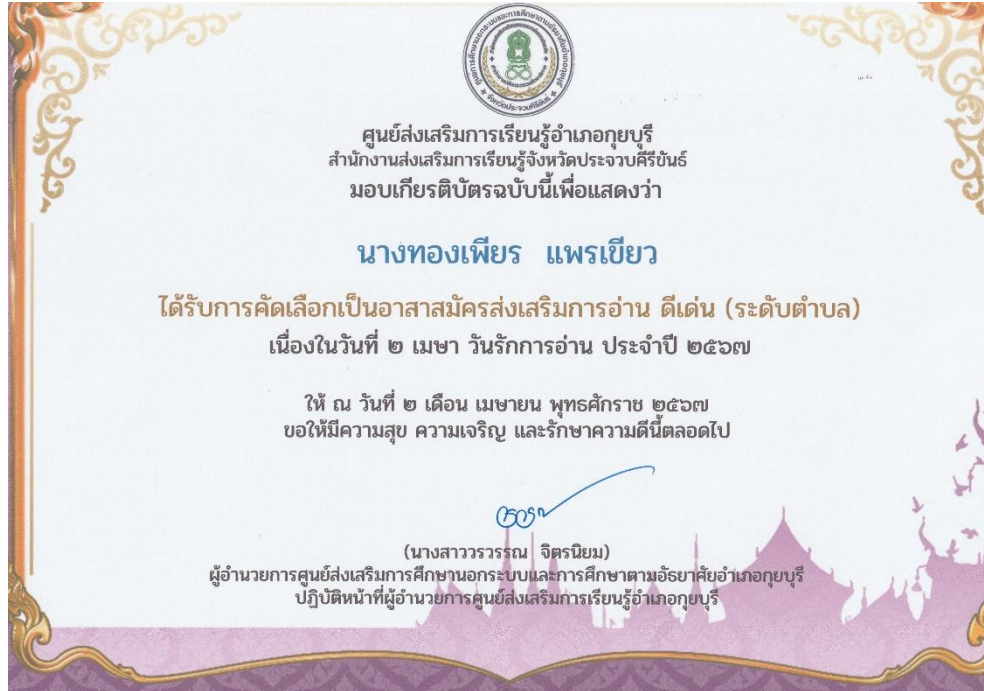 ศูนย์ส่งเสริมการเรียนรู้อำเภอกุยบุรี
สำนักงานส่งเสริมการเรียนรู้จังหวัดประจวบคีรีขันธ์
มอบเกียรติบัตรฉบับนี้เพื่อแสดงว่า
นางทองเพียร แพรเขียว
ได้รับการคัดเลือกเป็นอาสาสมัครส่งเสริมการอ่าน ดีเด่น (ระดับตำบล)
เนื่องในวันที่ ๒ เมษา วันรักการอ่าน ประจำปี ๒๕๖๗
ให้ ณ วันที่ ๒ เดือน เมษายน พุทธศักราช ๒๕๖๗
ขอให้มีความสุข ความเจริญ และรักษาความดีนี้ตลอดไป
(นางสาววรวรรณ จิตรนิยม)
ผู้อำนวยการศูนย์ส่งเสริมการศึกษานอกระบบและการศึกษาตามอัธยาศัยอำเภอกุยบุรี
ปฏิบัติหน้าที่ผู้อำนวยการศูนย์ส่งเสริมการเรียนรู้อำเภอกุยบุรี